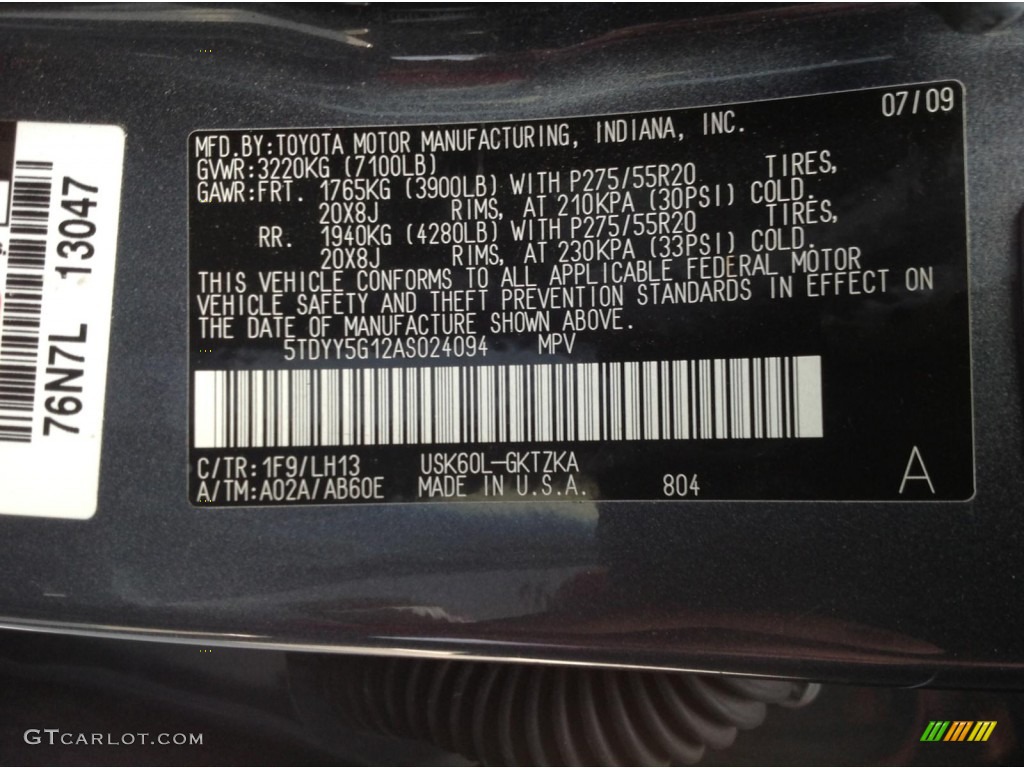 07/09
MFD.BY:TOYOTA MOTOR MANUFACTURING, INDIANA, INC.
GVWR:3220KG (7100LB)
GAWR:FRT. 1765KG (3900LB) WITH P275/55R20 TIRES,
20X8J RIMS, AT 210KPA (30PSI) COLD.
RR. 1940KG (4280LB) WITH P275/55R20 TIRES,
20X8J RIMS, AT 230KPA (33PSI) COLD.
THIS VEHICLE CONFORMS TO ALL APPLICABLE FEDERAL MOTOR
VEHICLE SAFETY AND THEFT PREVENTION STANDARDS IN EFFECT ON
THE DATE OF MANUFACTURE SHOWN ABOVE.
5TDYY5G12AS024094 MPV
C/TR:1F9/LH13 USK60L-GKTZKA
A/TM:A02A/AB60E MADE IN U.S.A. 804
A
76N7L 13047
GTCARLOT.COM